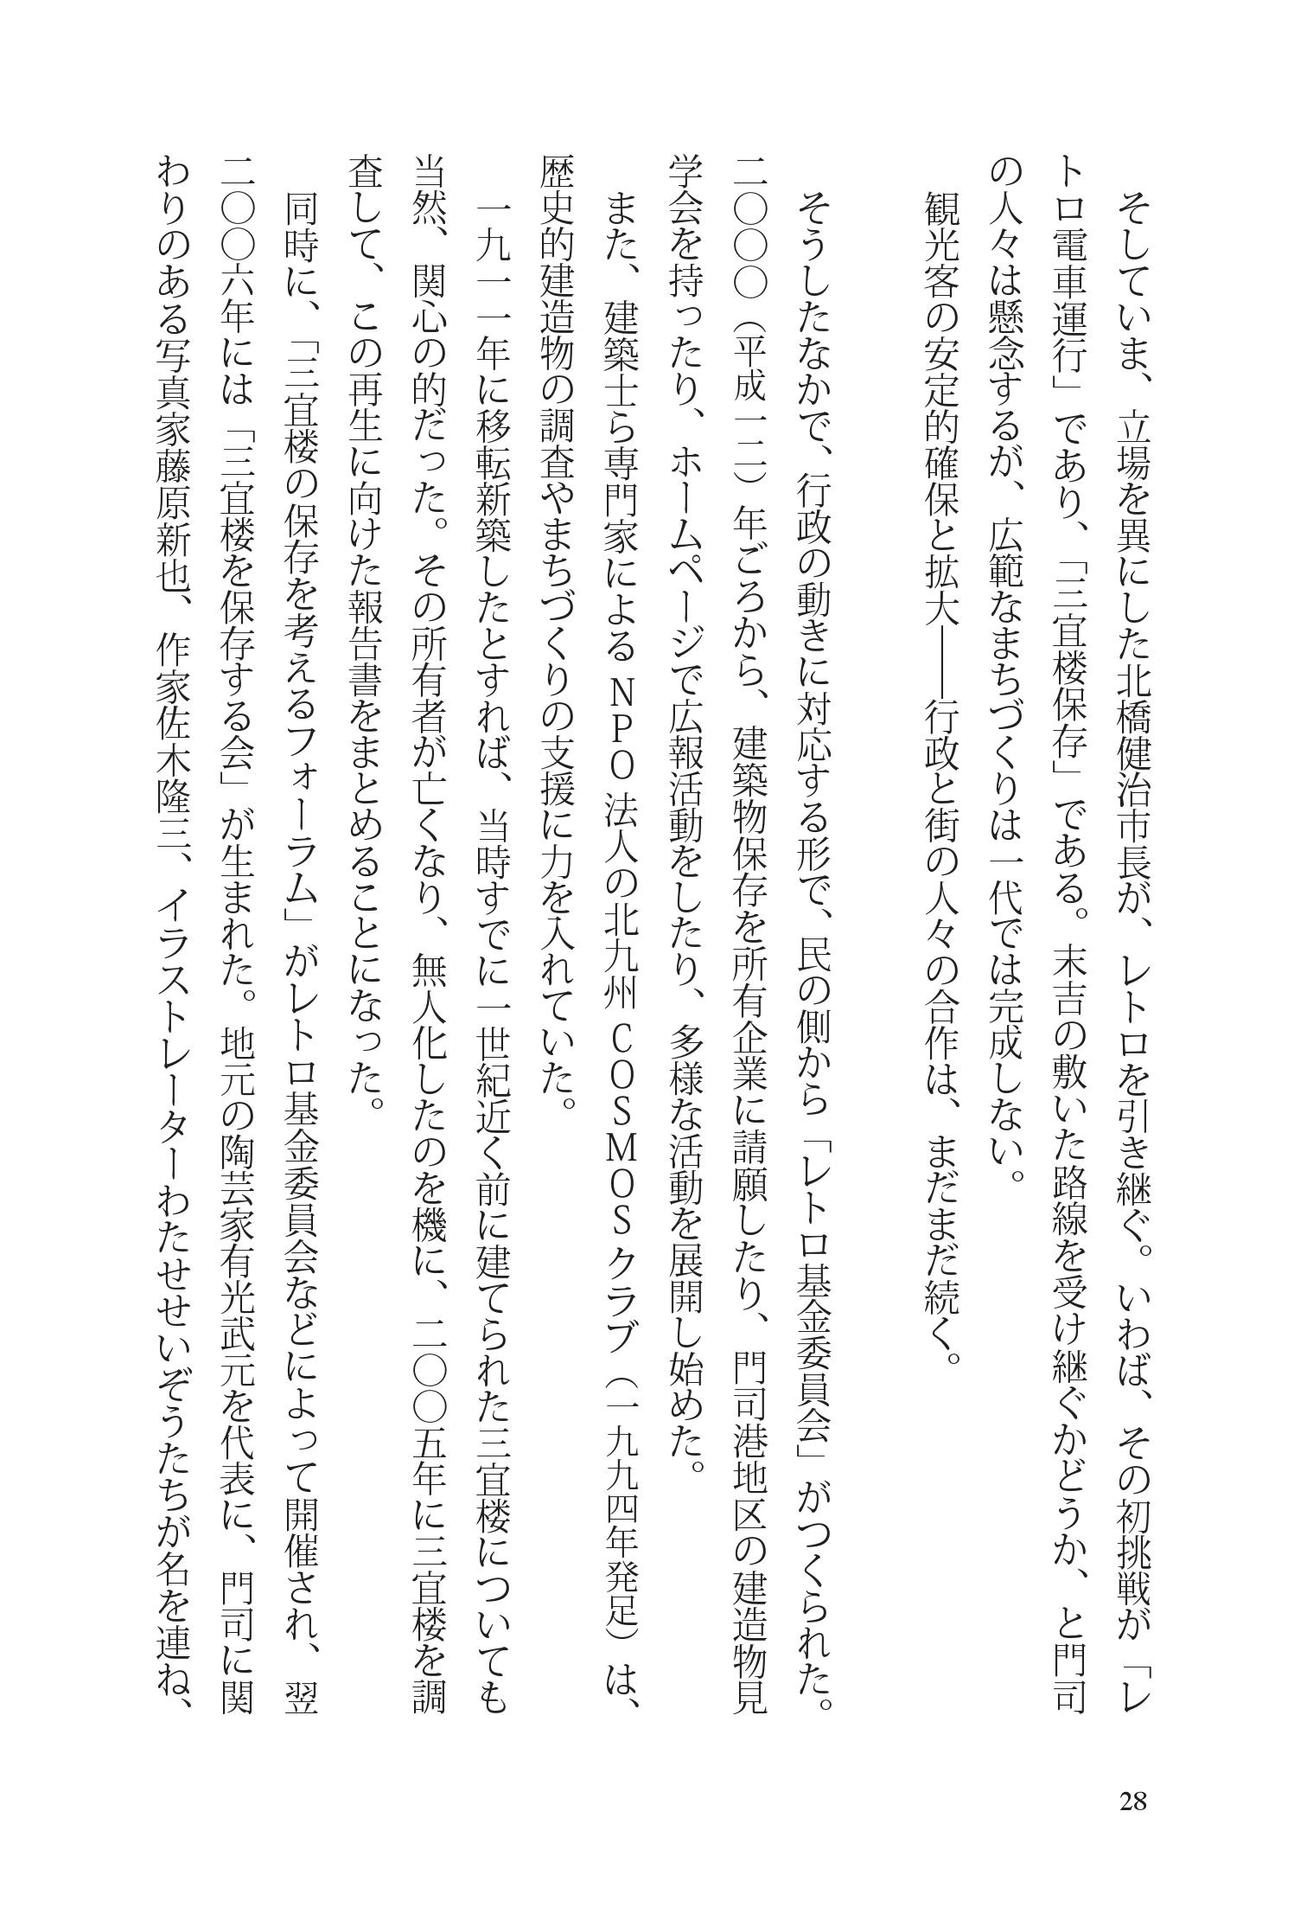 そしていま、立場を異にした北橋健治市長が、レトロを引き継ぐ。いわば、その初挑戦が「レ
トロ電車運行」であり、「三宜楼保存」である。末吉の敷いた路線を受け継ぐかどうか、と門司
の人々は懸念するが、広範なまちづくりは一代では完成しない。
観光客の安定的確保と拡大――行政と街の人々の合作は、まだまだ続く。
そうしたなかで、行政の動きに対応する形で、民の側から「レトロ基金委員会」がつくられた。
二〇〇〇（平成一二）年ごろから、建築物保存を所有企業に請願したり、門司港地区の建造物見
学会を持ったり、ホームページで広報活動をしたり、多様な活動を展開し始めた。
また、建築士ら専門家によるNPO法人の北九州COSMOSクラブ（一九九四年発足）は、
歴史的建造物の調査やまちづくりの支援に力を入れていた。
一九一一年に移転新築したとすれば、当時すでに一世紀近く前に建てられた三宜楼についても
当然、関心の的だった。その所有者が亡くなり、無人化したのを機に、二〇〇五年に三宜楼を調
査して、この再生に向けた報告書をまとめることになった。
同時に、「三宜楼の保存を考えるフォーラム」がレトロ基金委員会などによって開催され、翌
二〇〇六年には「三宜楼を保存する会」が生まれた。地元の陶芸家有光武元を代表に、門司に関
わりのある写真家藤原新也、作家佐木隆三、イラストレーターわたせせいぞうたちが名を連ね、
28